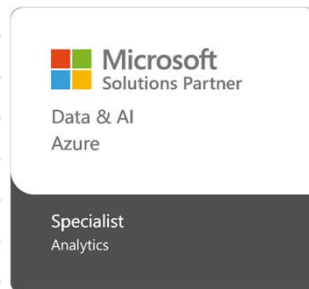 Microsoft
Solutions Partner
Data & AI
Azure
Specialist
Analytics